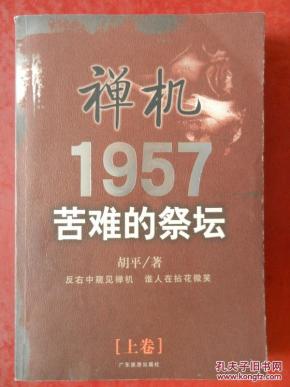 禅机
1957
苦难的祭坛
胡平/著
反右中窥见禅机 谁人在拈花微笑
[上卷]
广东旅游出版社
孔夫子旧书网